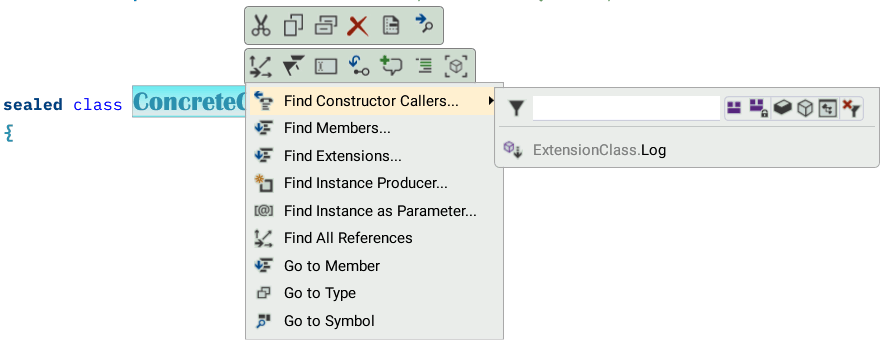 sealed class ConcreteC
{
Find Constructor Callers...
Find Members...
Find Extensions...
Find Instance Producer...
Find Instance as Parameter...
Find All References
Go to Member
Go to Type
Go to Symbol
ExtensionClass.Log